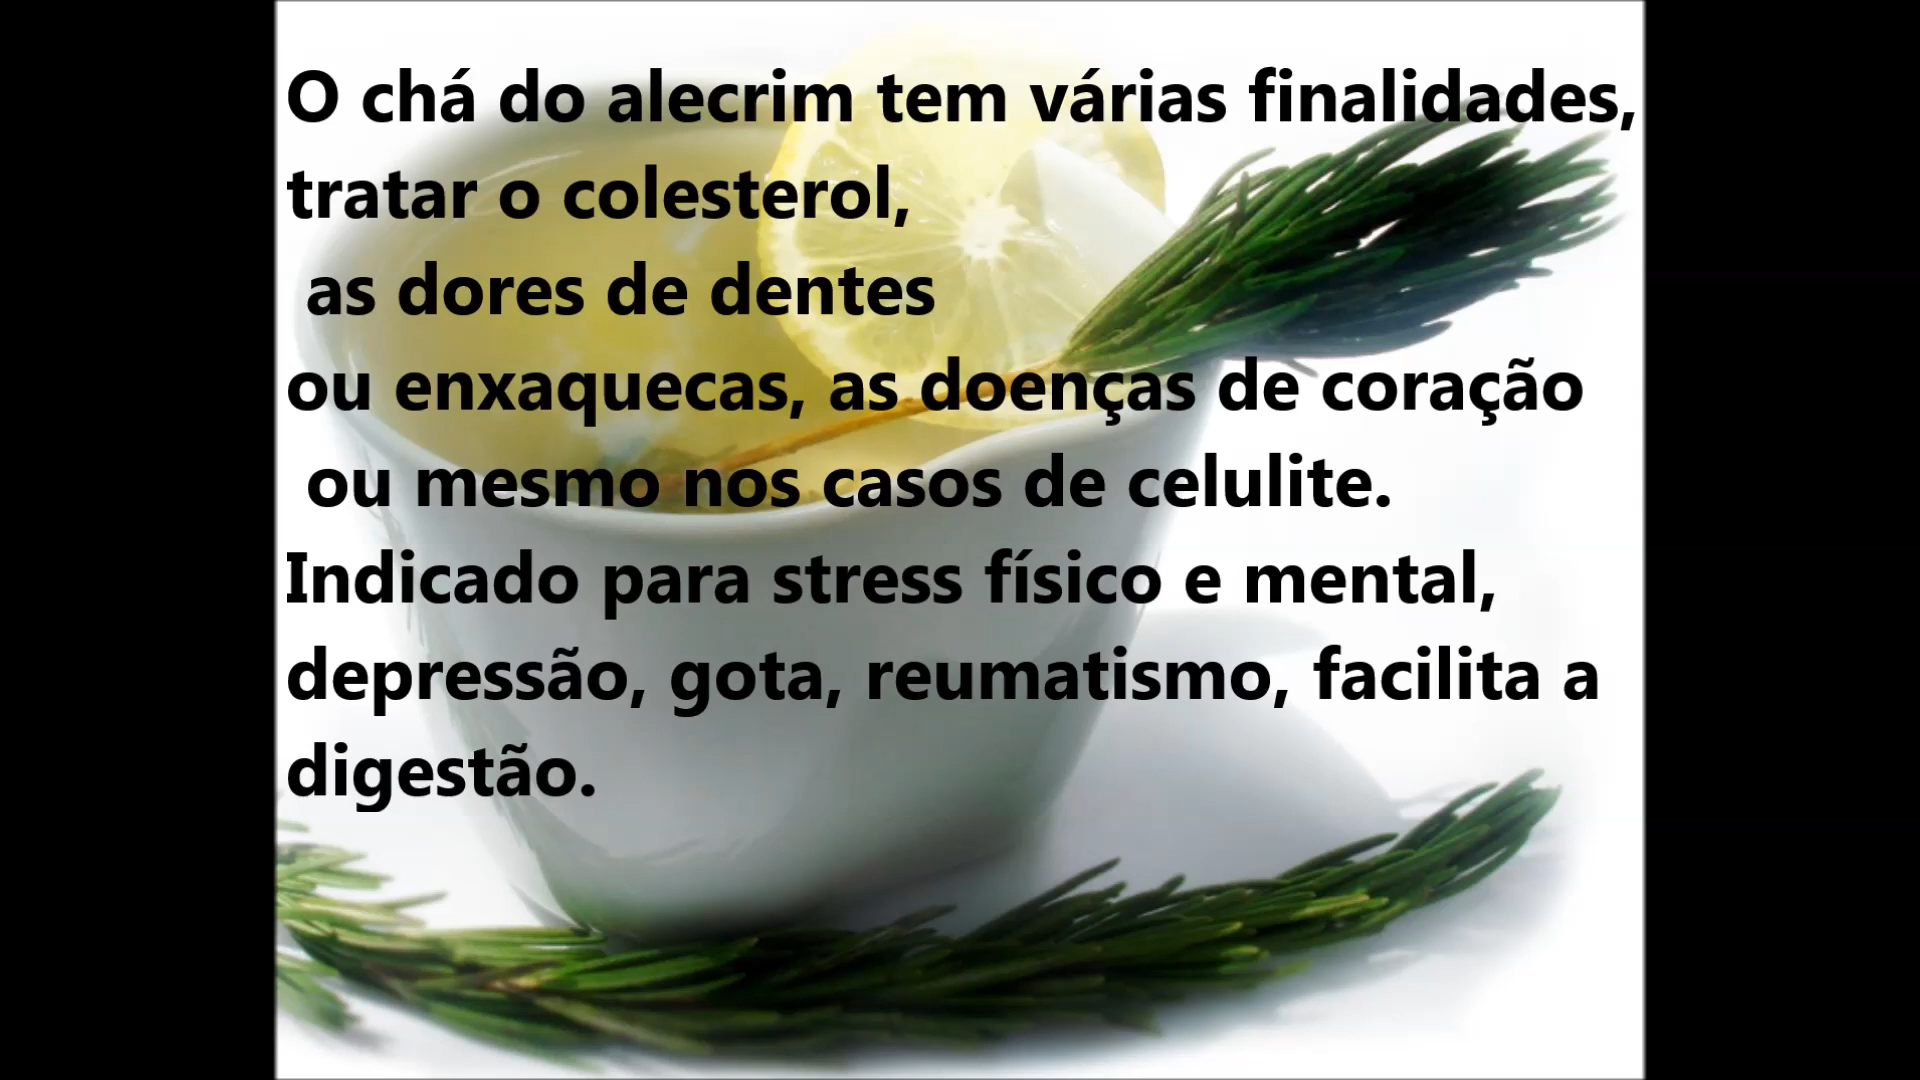 O chá do alecrim tem várias finalidades,
tratar o colesterol,
as dores de dentes
ou enxaquecas, as doenças de coração
ou mesmo nos casos de celulite.
Indicado para stress físico e mental,
depressão, gota, reumatismo, facilita a
digestão.